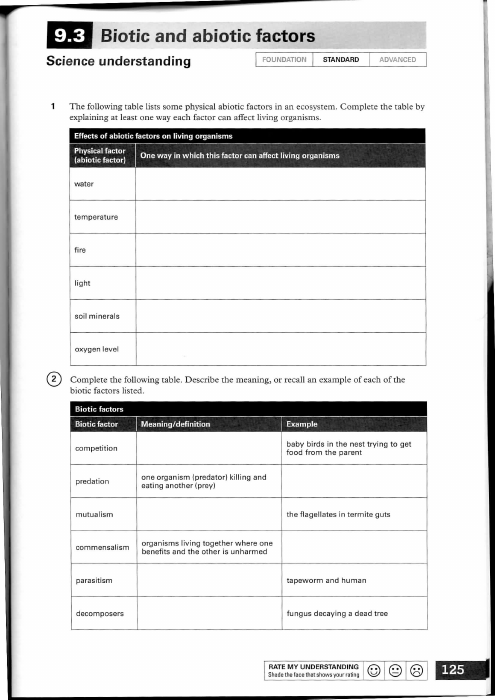 9.3 Biotic and abiotic factors
Science understanding
FOUNDATION STANDARD ADVANCED
1 The following table lists some physical abiotic factors in an ecosystem. Complete the table by
explaining at least one way each factor can affect living organisms.
Effects of abiotic factors on living organisms
Physical factor
(abiotic factor)
One way in which this factor can affect living organisms
water
temperature
fire
light
soil minerals
oxygen level
2 Complete the following table. Describe the meaning, or recall an example of each of the
biotic factors listed.
Biotic factors
Biotic factor Meaning/definition Example
competition
baby birds in the nest trying to get
food from the parent
predation
one organism (predator) killing and
eating another (prey)
mutualism the flagellates in termite guts
commensalism
organisms living together where one
benefits and the other is unharmed
parasitism tapeworm and human
decomposers fungus decaying a dead tree
RATE MY UNDERSTANDING
Shade the face that shows your rating
125